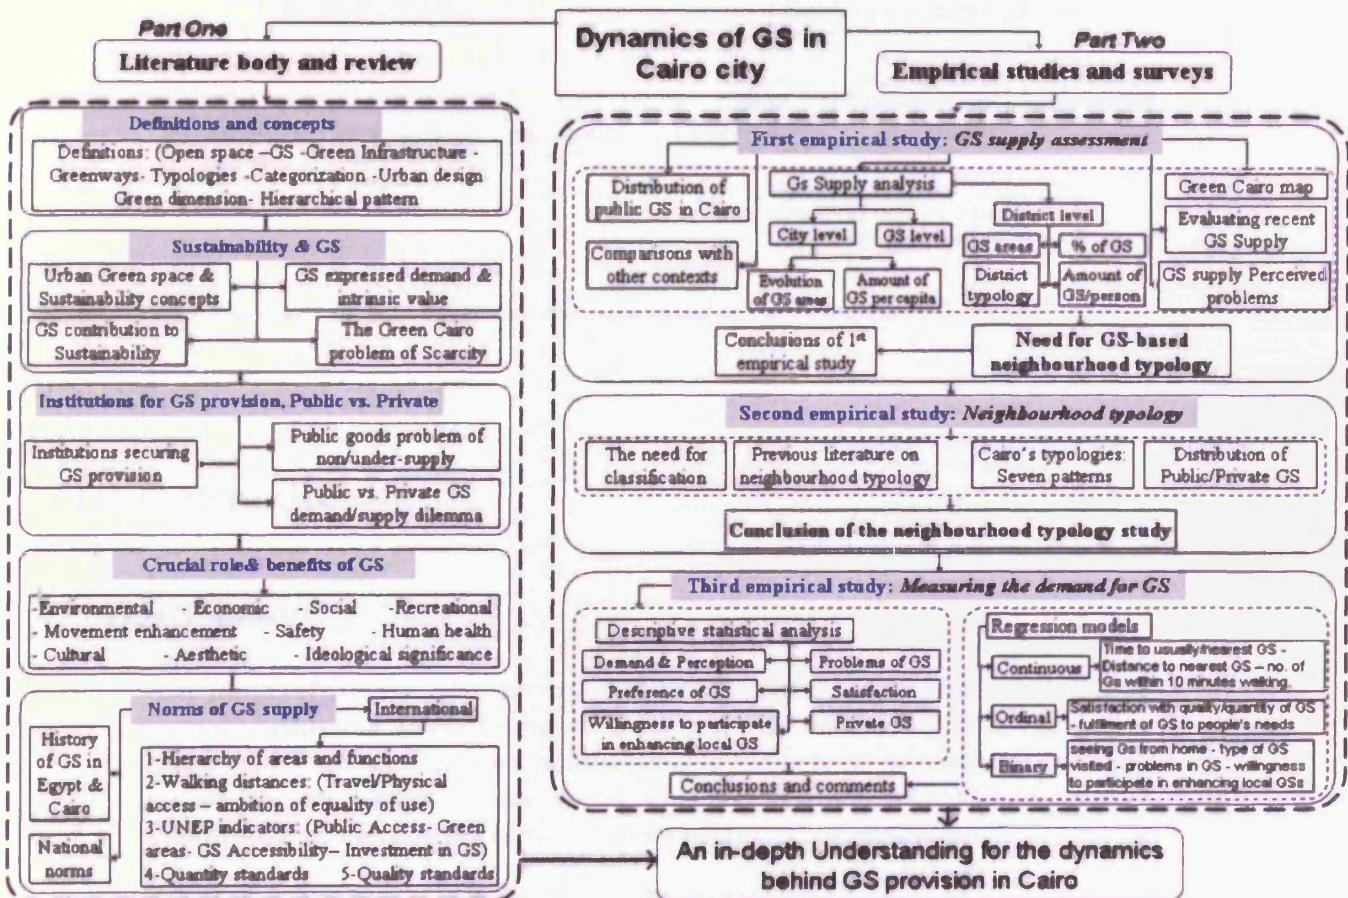 Dynamics of GS in
Cairo city
Part One
Literature body and review
Definitions and concepts
Definitions: (Open space –GS -Green Infrastructure -
Greenways- Typologies -Categorization -Urban design
Green dimension- Hierarchical pattern
Sustainability & GS
Urban Green space &
Sustainability concepts
GS expressed demand &
intrinsic value
GS contribution to
Sustainability
The Green Cairo
problem of Scarcity
Institutions for GS provision, Public vs. Private
Institutions securing
GS provision
Public goods problem of
non/under-supply
Public vs. Private GS
demand/supply dilemma
Crucial role& benefits of GS
-Environmental - Economic - Social - Recreational
- Movement enhancement - Safety - Human health
- Cultural - Aesthetic - Ideological significance
Norms of GS supply
International
History
of GS in
Egypt &
Cairo
National
norms
1-Hierarchy of areas and functions
2-Walking distances: (Travel/Physical
access – ambition of equality of use)
3-UNEP indicators: (Public Access- Green
areas- GS Accessibility– Investment in GS)
4-Quantity standards 5-Quality standards
Part Two
Empirical studies and surveys
First empirical study: GS supply assessment
Distribution of
public GS in Cairo
Comparisons with
other contexts
Gs Supply analysis
City level
GS level
Evolution
of GS areas
Amount of
GS per capita
District level
GS areas
% of GS
District
typology
Amount of
GS/person
Green Cairo map
Evaluating recent
GS Supply
GS supply Perceived
problems
Conclusions of 1st
empirical study
Need for GS-based
neighbourhood typology
Second empirical study: Neighbourhood typology
The need for
classification
Previous literature on
neighbourhood typology
Cairo's typologies:
Seven patterns
Distribution of
Public/Private GS
Conclusion of the neighbourhood typology study
Third empirical study: Measuring the demand for GS
Descriptive statistical analysis
Demand & Perception
Problems of GS
Preference of GS
Satisfaction
Willingness to participate
in enhancing local GS
Private GS
Regression models
Continuous
Time to usually/nearest GS -
Distance to nearest GS – no. of
Gs within 10 minutes walking.
Ordinal
Satisfaction with quality/quantity of GS
- fulfilment of GS to people's needs
Binary
seeing Gs from home - type of GS
visited - problems in GS - willingness
to participate in enhancing local GSs
Conclusions and comments
An in-depth Understanding for the dynamics
behind GS provision in Cairo